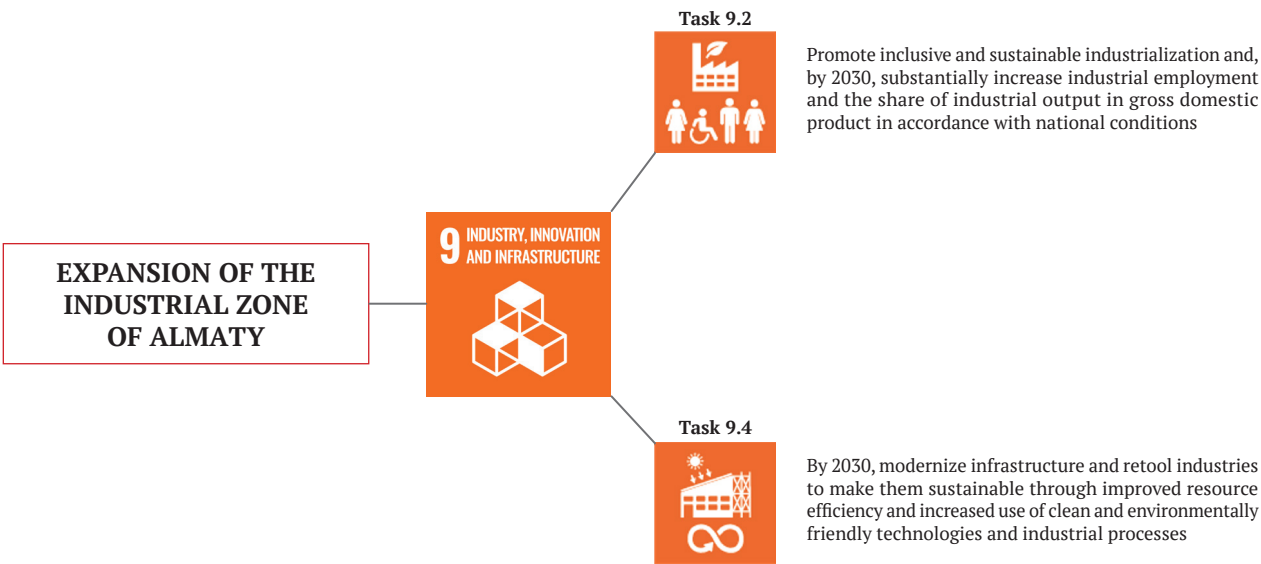 Task 9.2
Promote inclusive and sustainable industrialization and,
by 2030, substantially increase industrial employment
and the share of industrial output in gross domestic
product in accordance with national conditions
9 INDUSTRY, INNOVATION
AND INFRASTRUCTURE
EXPANSION OF THE
INDUSTRIAL ZONE
OF ALMATY
Task 9.4
By 2030, modernize infrastructure and retool industries
to make them sustainable through improved resource
efficiency and increased use of clean and environmentally
friendly technologies and industrial processes